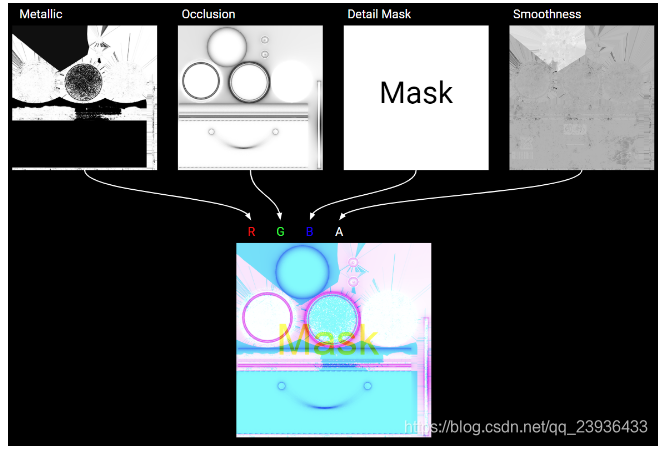 Metallic Occlusion Detail Mask Smoothness
Mask
R G B A
Mask
https://blog.csdn.net/qq_23936433